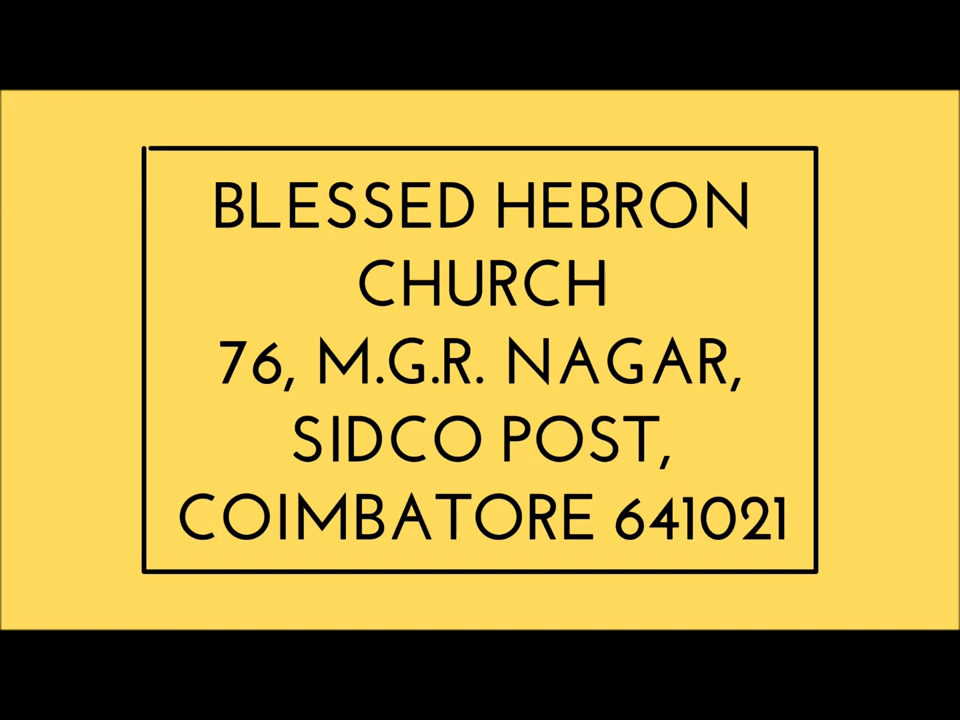 BLESSED HEBRON
CHURCH
76, M.G.R. NAGAR,
SIDCO POST,
COIMBATORE 641021